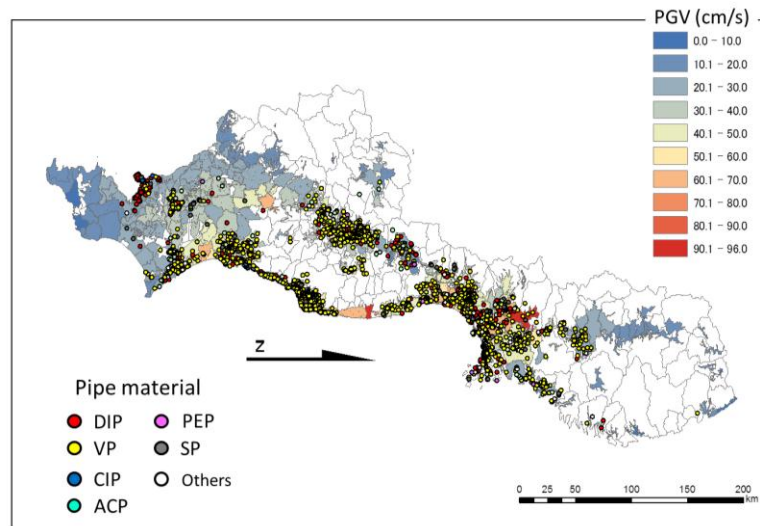 PGV (cm/s)
0.0 – 10.0
10.1 – 20.0
20.1 – 30.0
30.1 – 40.0
40.1 – 50.0
50.1 – 60.0
60.1 – 70.0
70.1 – 80.0
80.1 – 90.0
90.1 – 96.0
Z
Pipe material
DIP
PEP
VP
SP
CIP
Others
ACP
0 25 50 100 150 200
km